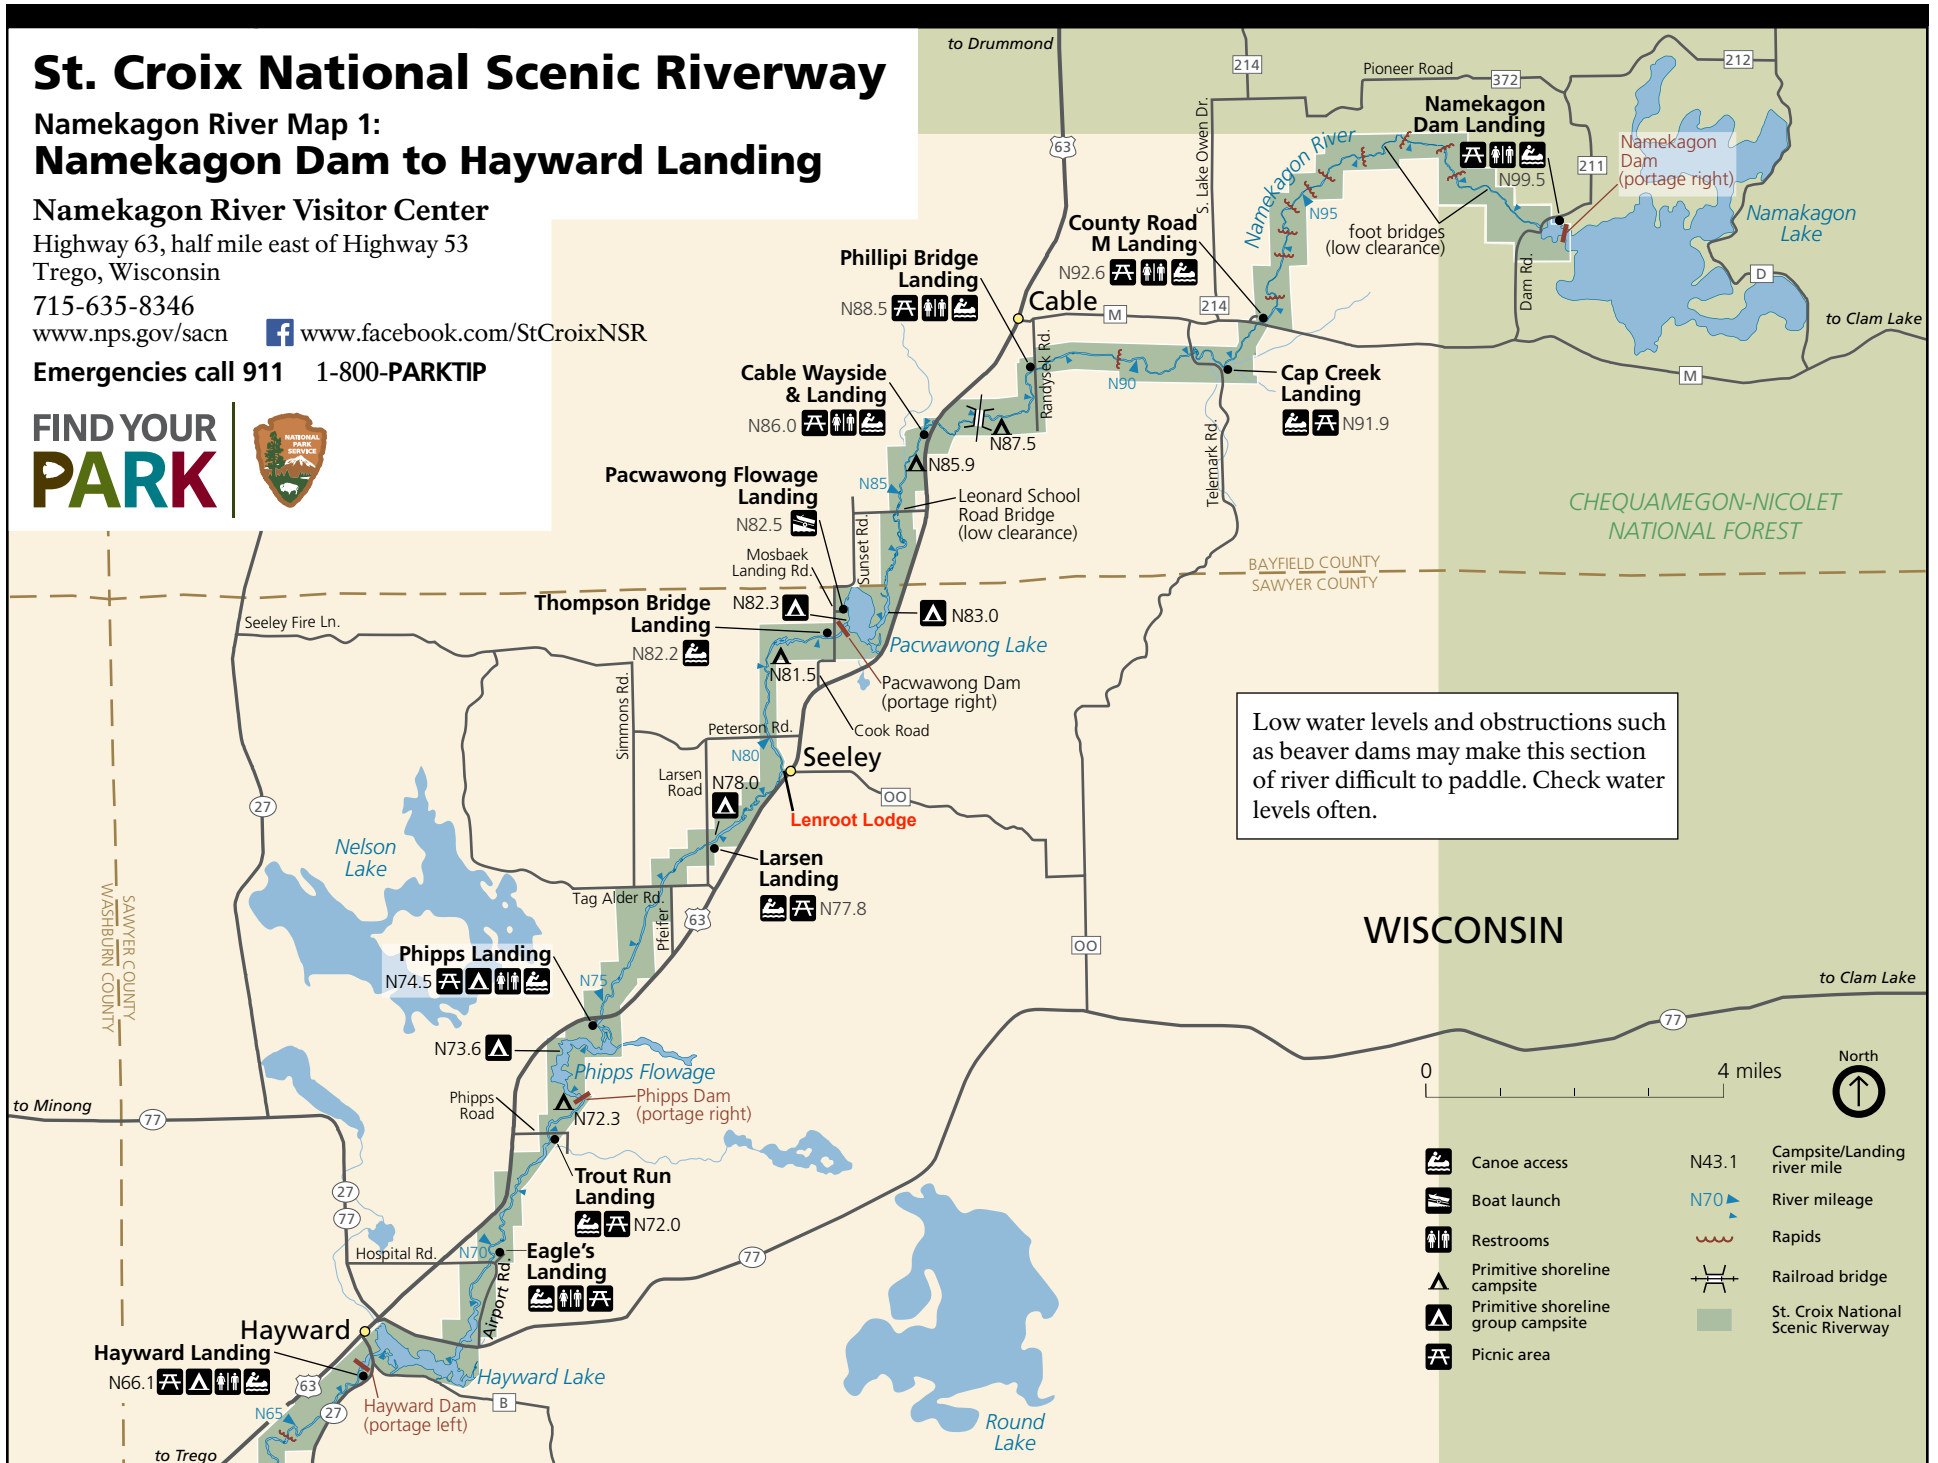 St. Croix National Scenic Riverway
Namekagon River Map 1:
Namekagon Dam to Hayward Landing
Namekagon River Visitor Center
Highway 63, half mile east of Highway 53
Trego, Wisconsin
715-635-8346
www.nps.gov/sacn
www.facebook.com/StCroixNSR
Emergencies call 911 1-800-PARKTIP
FIND YOUR
PARK
NATIONAL
PARK
SERVICE
to Drummond
63
214
Pioneer Road
372
212
S. Lake Owen Dr.
Namekagon River
Namekagon
Dam Landing
N99.5
211
Namekagon
Dam
(portage right)
Namakagon
Lake
N95
foot bridges
(low clearance)
Dam Rd.
D
to Clam Lake
M
County Road
M Landing
N92.6
214
Phillipi Bridge
Landing
N88.5
Cable
M
Randysek Rd.
N90
Cap Creek
Landing
N91.9
Cable Wayside
& Landing
N86.0
N87.5
N85.9
Telemark Rd.
Pacwawong Flowage
Landing
N82.5
N85
Leonard School
Road Bridge
(low clearance)
Sunset Rd.
Mosbaek
Landing Rd.
CHEQUAMEGON-NICOLET
NATIONAL FOREST
BAYFIELD COUNTY
SAWYER COUNTY
Thompson Bridge
Landing
N82.2
N82.3
N83.0
Pacwawong Lake
N81.5
Pacwawong Dam
(portage right)
Cook Road
Seeley Fire Ln.
Simmons Rd.
Peterson Rd.
N80
Seeley
Larsen
Road
N78.0
OO
Lenroot Lodge
Low water levels and obstructions such
as beaver dams may make this section
of river difficult to paddle. Check water
levels often.
27
Nelson
Lake
Larsen
Landing
N77.8
Tag Alder Rd.
Pfeifer
63
SAWYER COUNTY
WASHBURN COUNTY
WISCONSIN
OO
Phipps Landing
N74.5
N75
to Clam Lake
77
N73.6
Phipps Flowage
Phipps
Road
Phipps Dam
(portage right)
N72.3
to Minong
77
Trout Run
Landing
N72.0
27
77
Hospital Rd.
N70
Eagle's
Landing
Airport Rd.
77
Hayward
Hayward Landing
N66.1
63
Hayward Lake
B
N65
27
Hayward Dam
(portage left)
to Trego
Round
Lake
0 4 miles
North
Canoe access
Boat launch
Restrooms
Primitive shoreline
campsite
Primitive shoreline
group campsite
Picnic area
N43.1 Campsite/Landing
river mile
N70 River mileage
Rapids
Railroad bridge
St. Croix National
Scenic Riverway